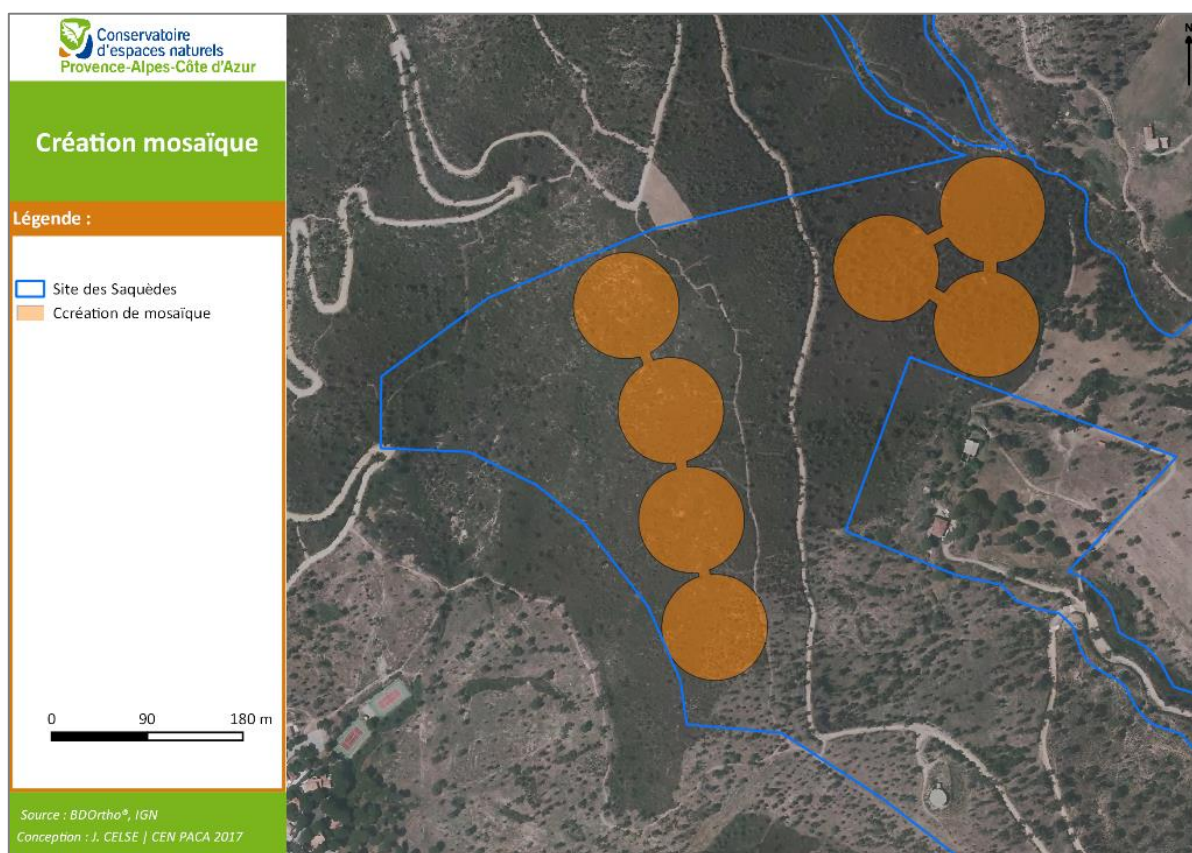 Conservatoire
d'espaces naturels
Provence-Alpes-Côte d'Azur
Création mosaïque
Légende :
Site des Saquèdes
Ccréation de mosaïque
0 90 180 m
Source : BDOrtho®, IGN
Conception : J. CELSE | CEN PACA 2017
N